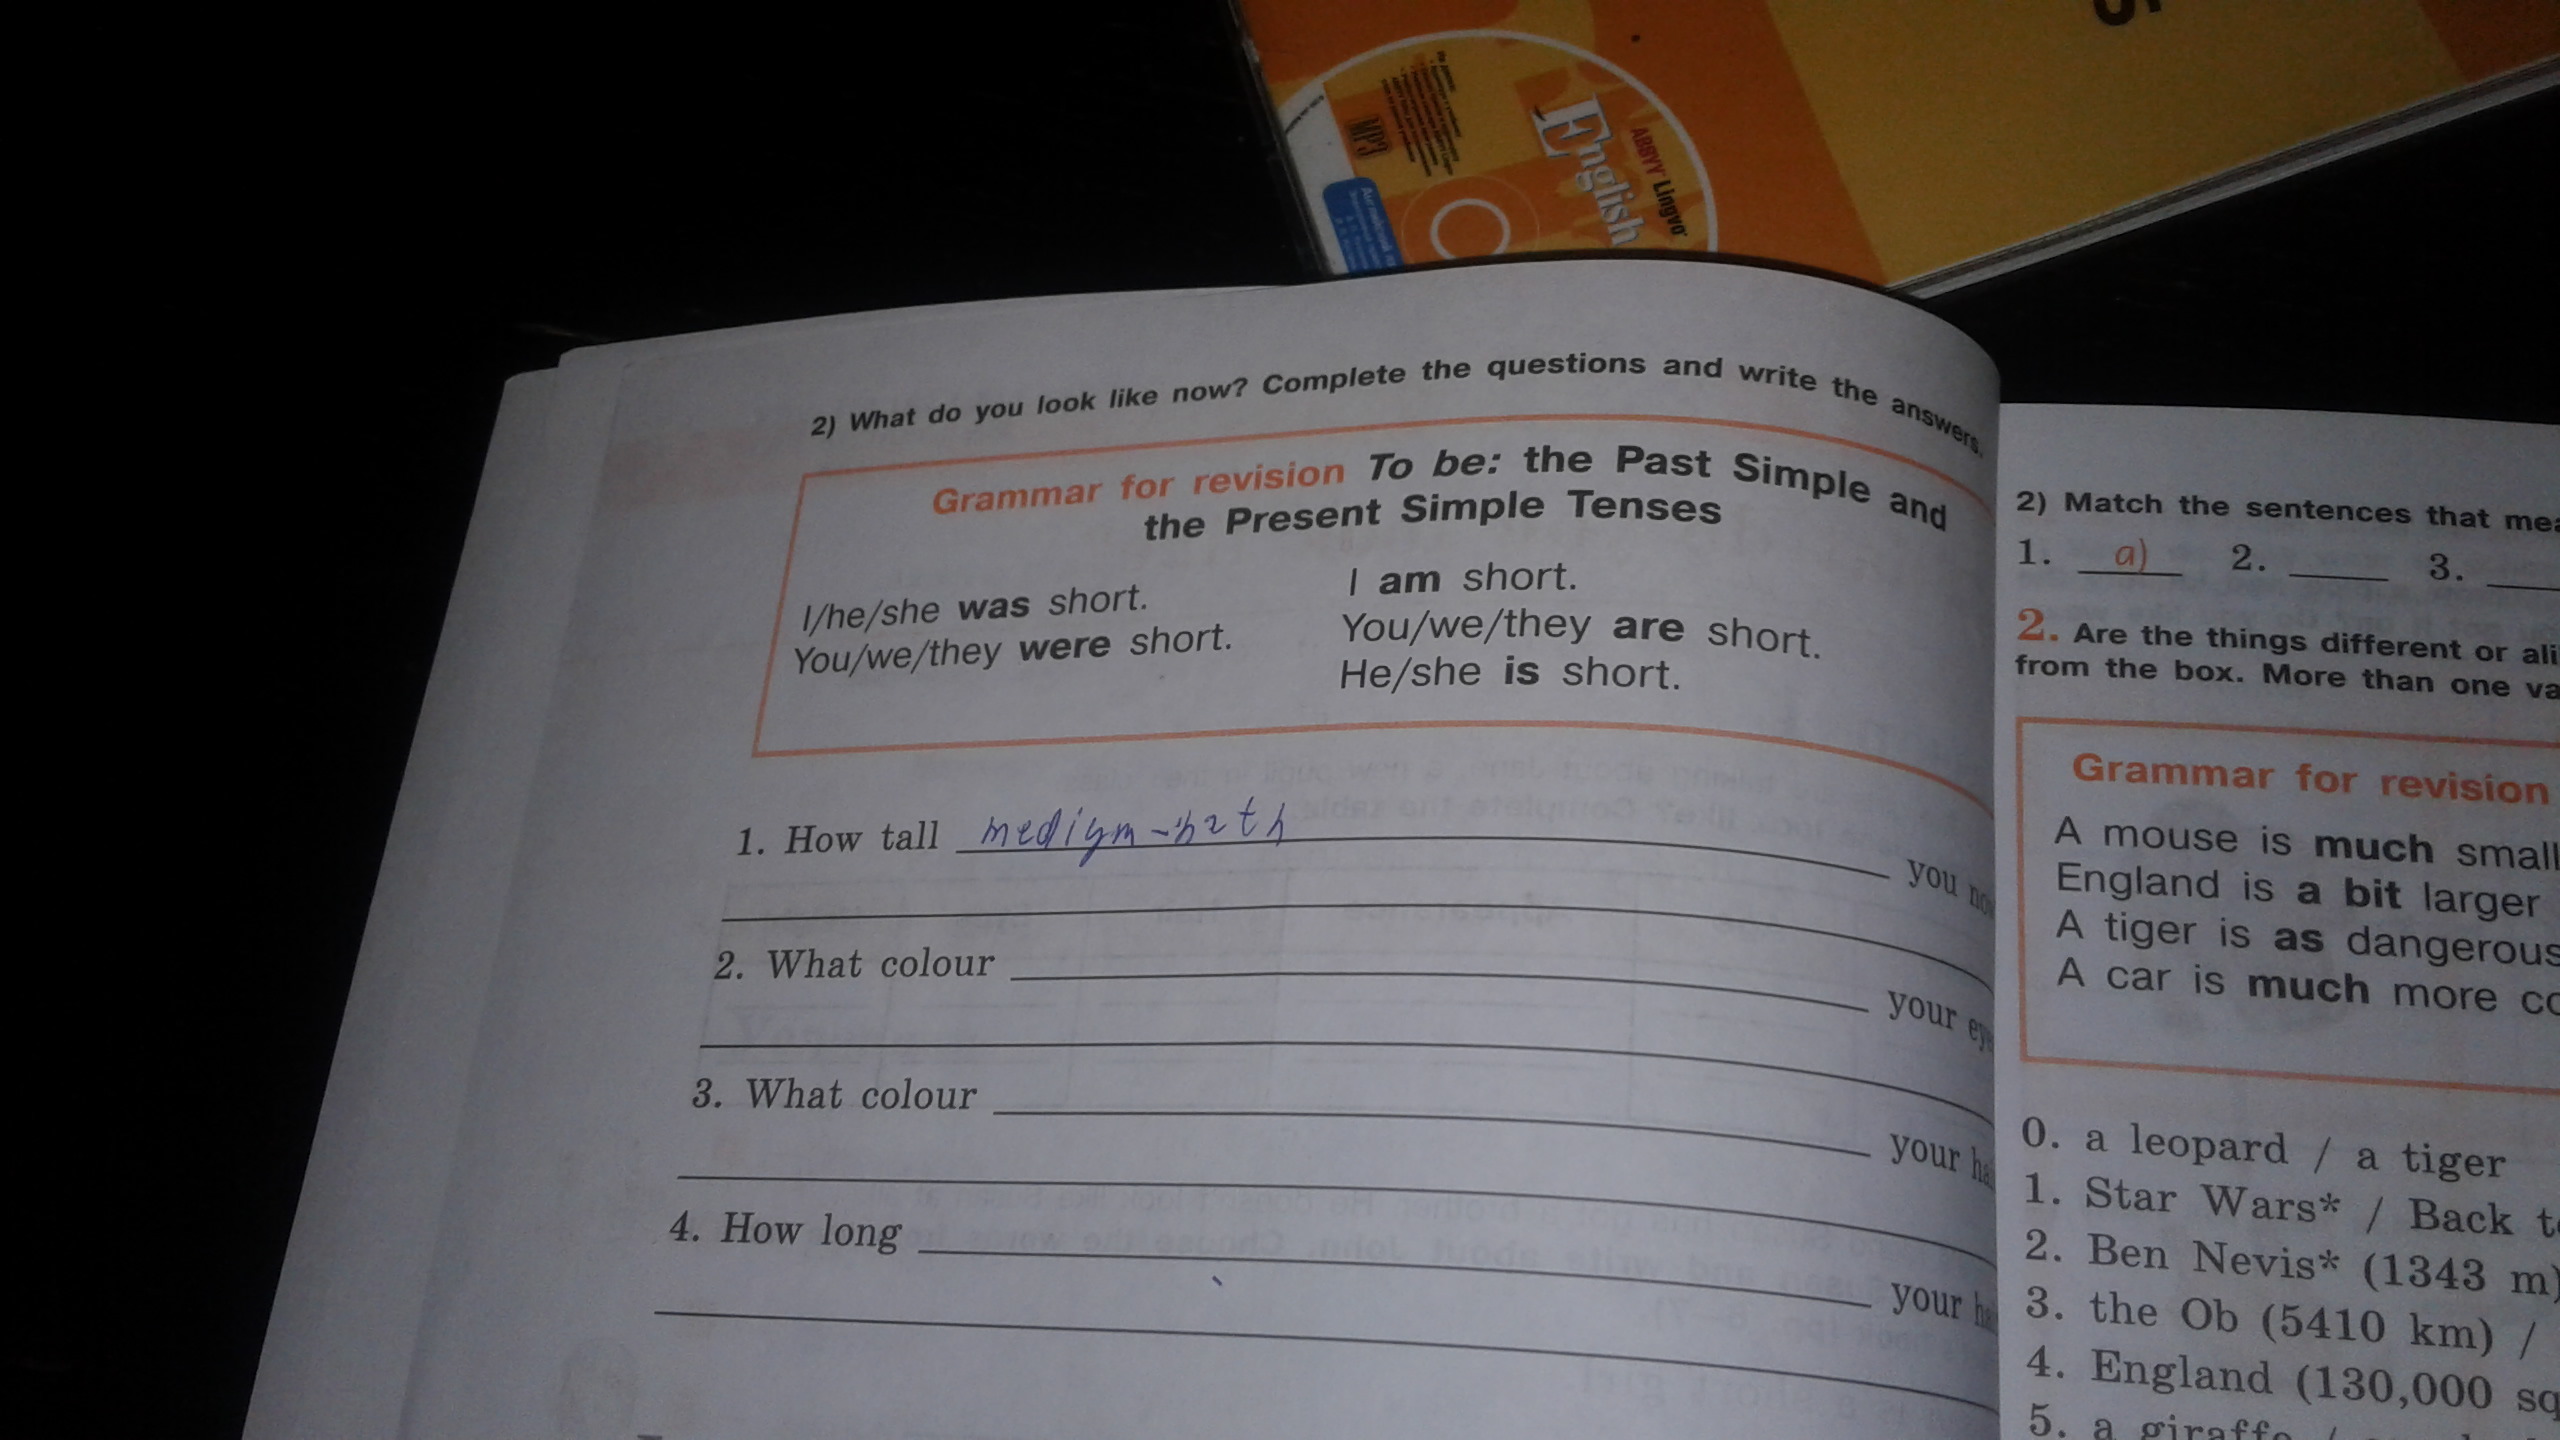 ABBYY Lingvo
English
MP3
2) What do you look like now? Complete the questions and write the answers.
Grammar for revision To be: the Past Simple and
the Present Simple Tenses
I/he/she was short.
You/we/they were short.
I am short.
You/we/they are short.
He/she is short.
1. How tall mediym you
2. What colour your
3. What colour your
4. How long your
2) Match the sentences that
1. a) 2. 3.
2. Are the things different or
from the box. More than one
Grammar for revision
A mouse is much
England is a bit larger
A tiger is as dangerous
A car is much more
0. a leopard / a tiger
1. Star Wars* / Back
2. Ben Nevis* (1343 m)
3. the Ob (5410 km) /
4. England (130,000
5. a